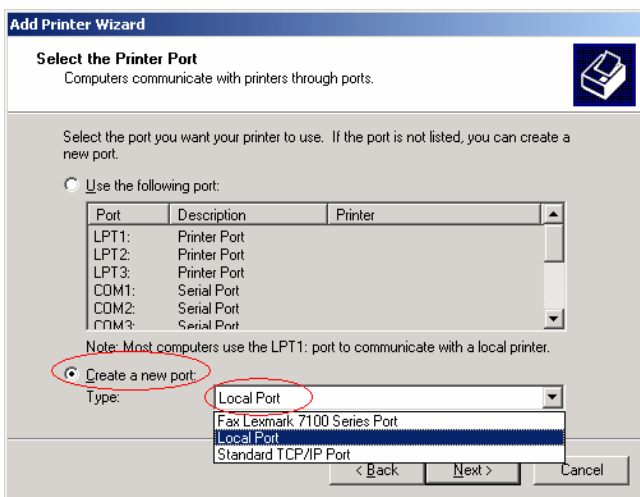 Add Printer Wizard
Select the Printer Port
Computers communicate with printers through ports.
Select the port you want your printer to use. If the port is not listed, you can create a
new port.
Use the following port:
Port Description Printer
LPT1: Printer Port
LPT2: Printer Port
LPT3: Printer Port
COM1: Serial Port
COM2: Serial Port
COM3: Serial Port
Note: Most computers use the LPT1: port to communicate with a local printer.
Create a new port:
Type: Local Port
Fax Lexmark 7100 Series Port
Local Port
Standard TCP/IP Port
< Back Next > Cancel